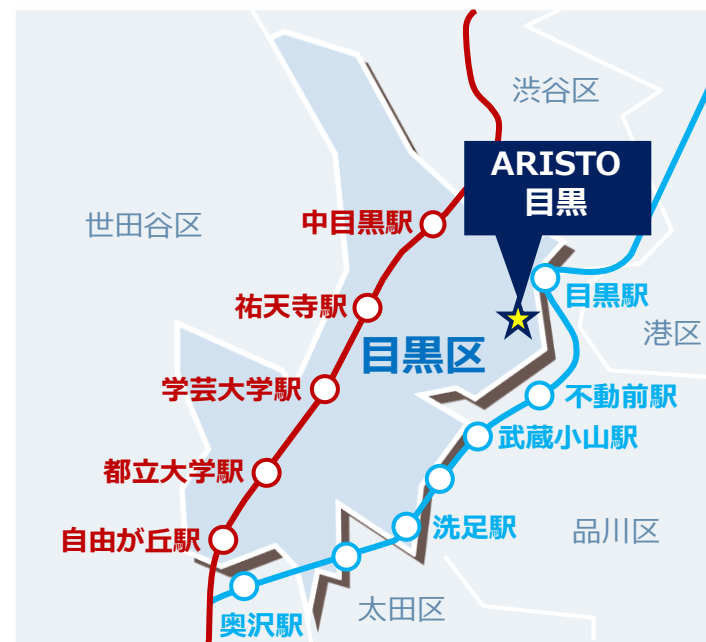 渋谷区
ARISTO
目黒
世田谷区
中目黒駅
目黒駅
祐天寺駅
港区
目黒区
学芸大学駅
不動前駅
武蔵小山駅
都立大学駅
洗足駅
品川区
自由が丘駅
太田区
奥沢駅